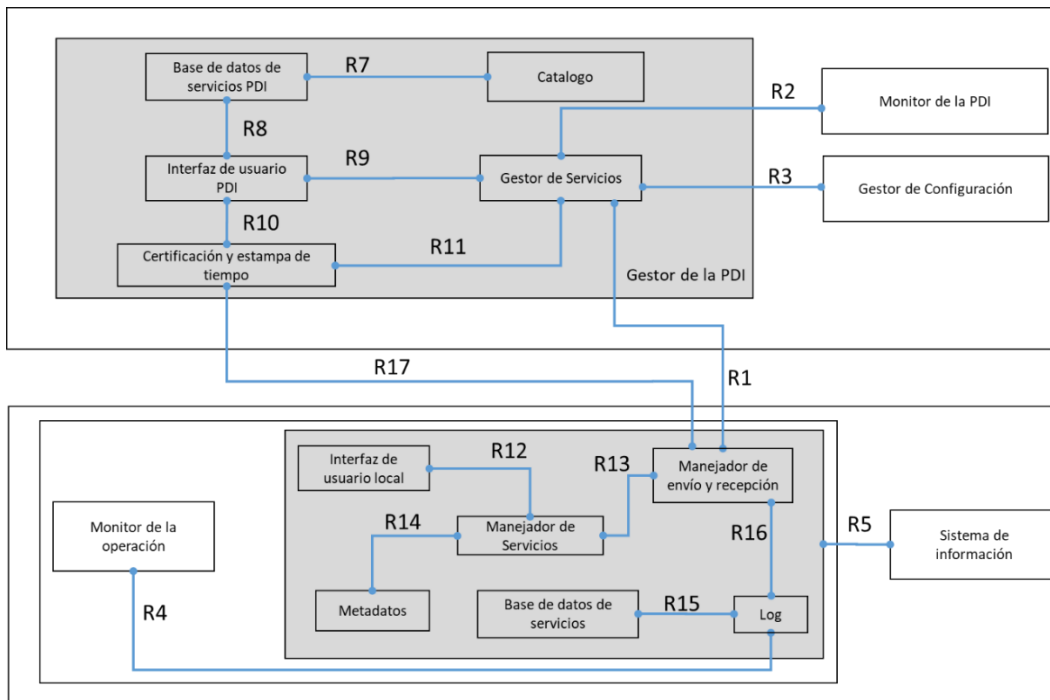 Base de datos de
servicios PDI
R7
Catalogo
R2
Monitor de la PDI
R8
Interfaz de usuario
PDI
R9
Gestor de Servicios
R3
Gestor de Configuración
R10
Certificación y estampa de
tiempo
R11
Gestor de la PDI
R17
R1
Interfaz de
usuario local
R12
R13
Manejador de
envío y recepción
Monitor de la
operación
R14
Manejador de
Servicios
R16
R5
Sistema de
información
R4
Metadatos
Base de datos de
servicios
R15
Log